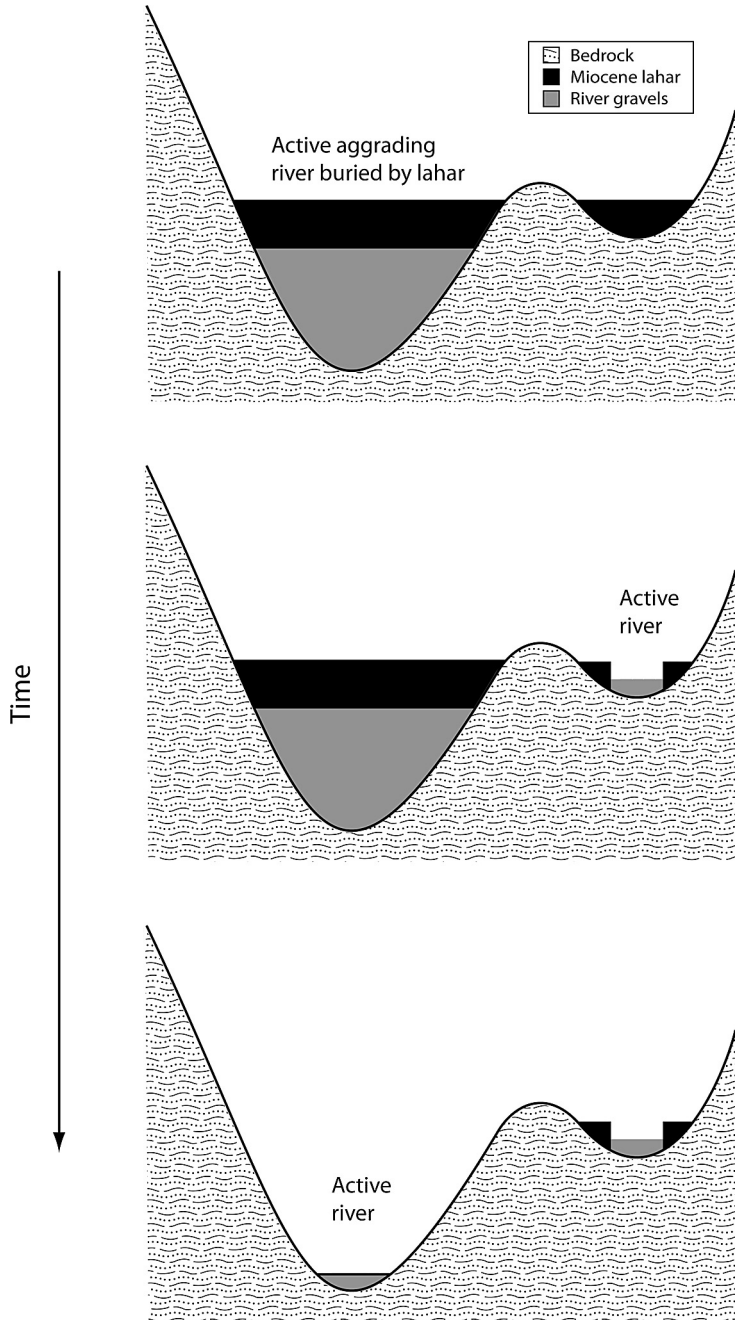 Bedrock
Miocene lahar
River gravels
Active aggrading
river buried by lahar
Time
Active
river
Active
river